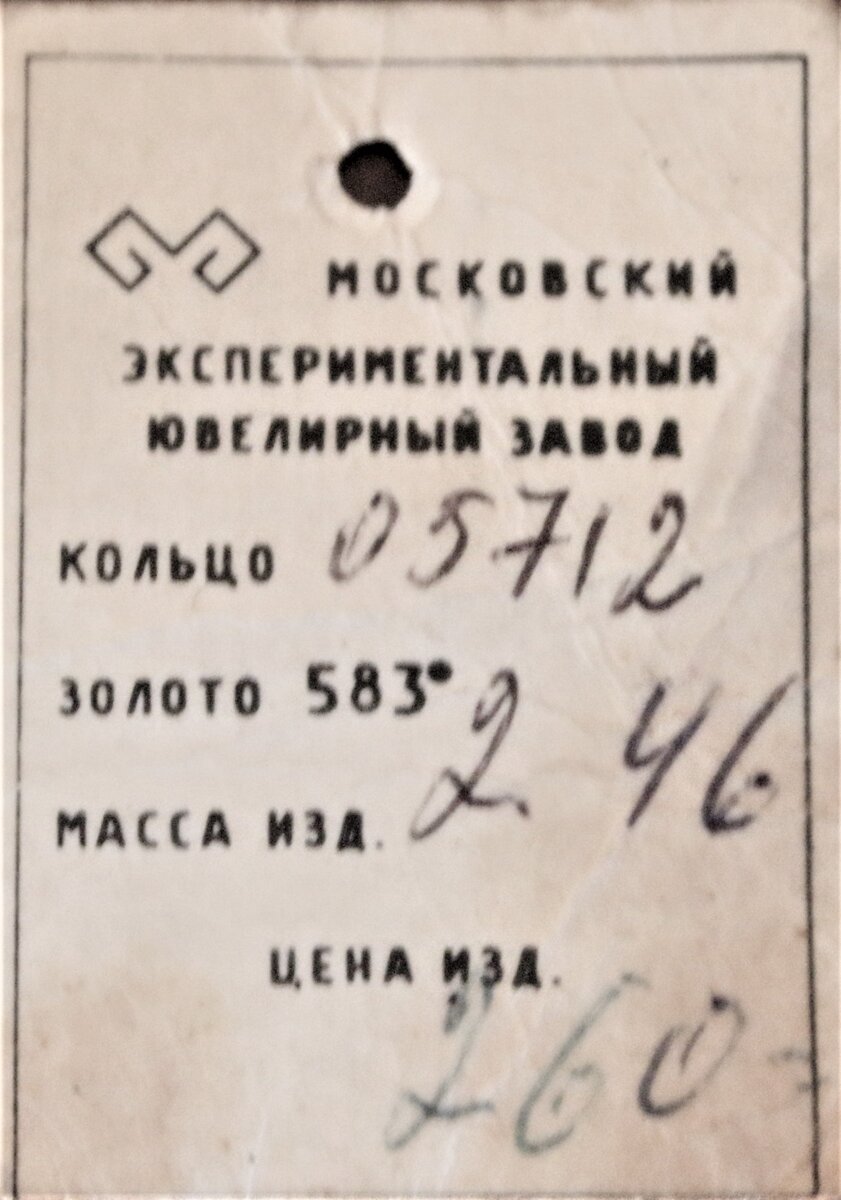 МОСКОВСКИЙ
ЭКСПЕРИМЕНТАЛЬНЫЙ
ЮВЕЛИРНЫЙ ЗАВОД
КОЛЬЦО 05712
ЗОЛОТО 583°
МАССА ИЗД. 2 46
ЦЕНА ИЗД.
260=